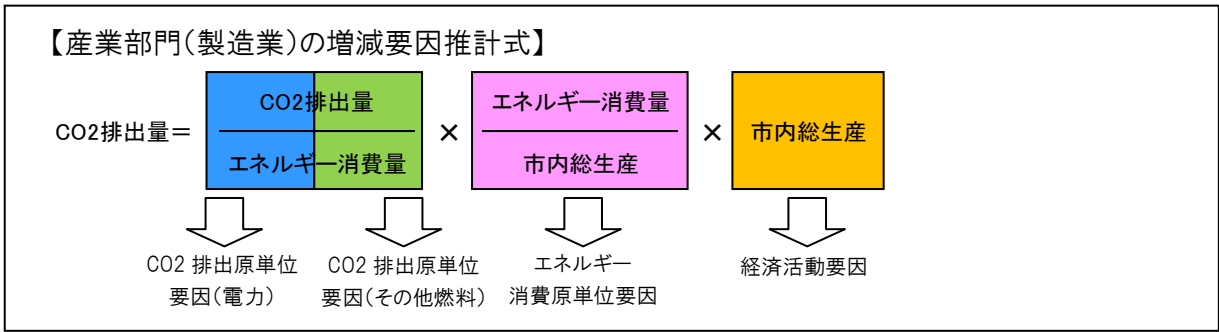 【産業部門(製造業)の増減要因推計式】
CO2排出量＝
CO2排出量
エネルギー消費量
×
エネルギー消費量
市内総生産
×
市内総生産
CO2 排出原単位
要因(電力)
CO2 排出原単位
要因(その他燃料)
エネルギー
消費原単位要因
経済活動要因